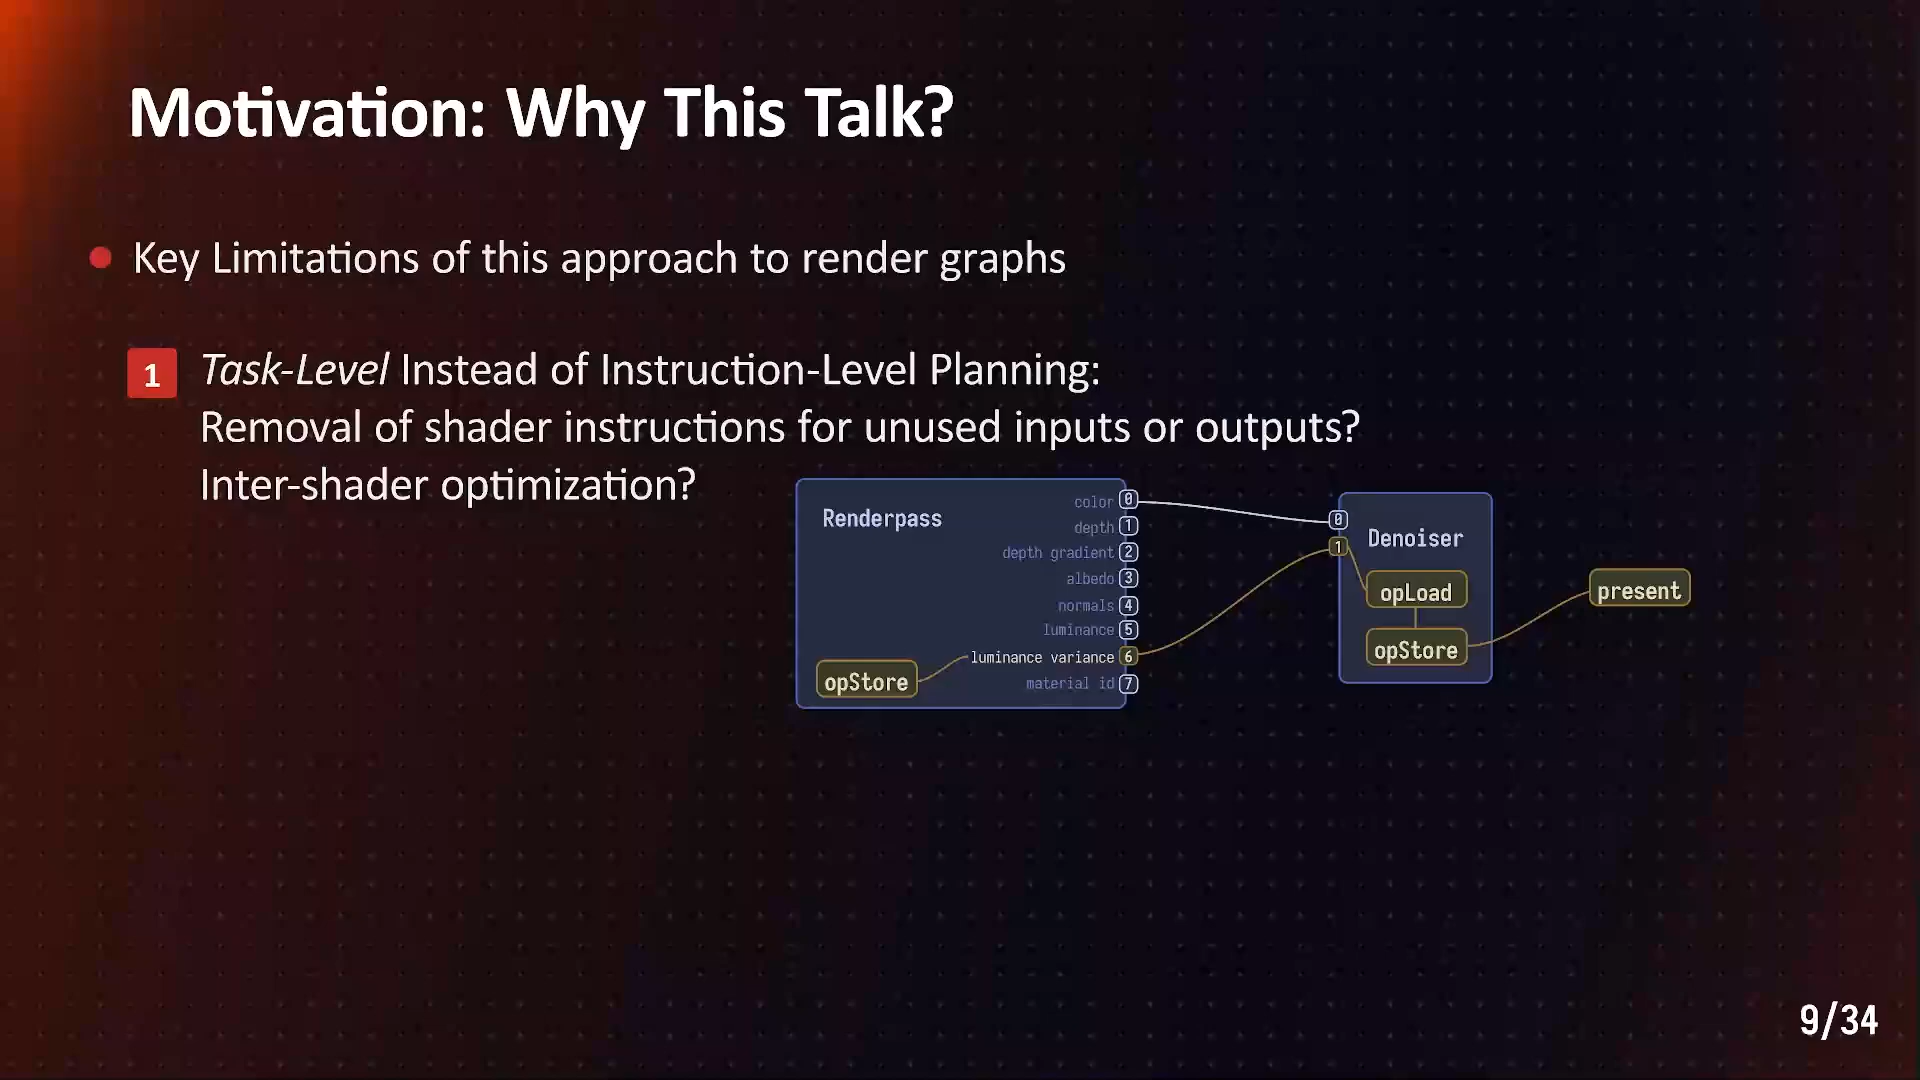 Motivation: Why This Talk?
Key Limitations of this approach to render graphs
1
Task-Level Instead of Instruction-Level Planning:
Removal of shader instructions for unused inputs or outputs?
Inter-shader optimization?
Renderpass
color 0
depth 1
depth gradient 2
albedo 3
normals 4
luminance 5
luminance variance 6
material id 7
opStore
0
1
Denoiser
opLoad
opStore
present
9/34